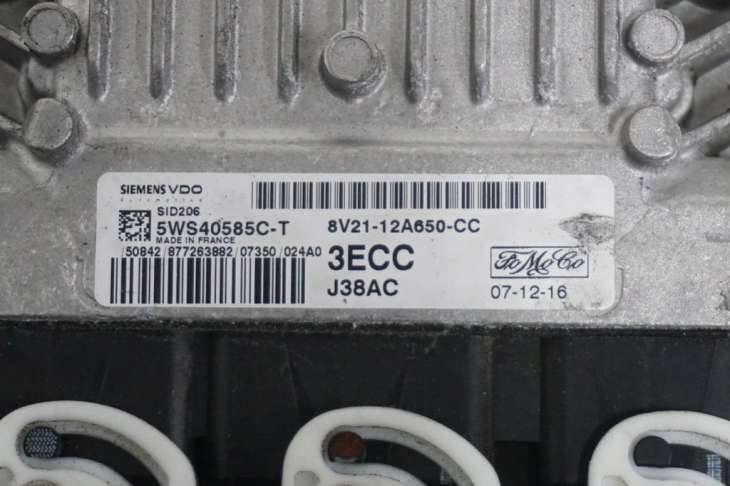 SIEMENS VDO
Automotive
SID206
5WS40585C-T
MADE IN FRANCE
/50842/877263882/07350/024A0
8V21-12A650-CC
3ECC
J38AC
FoMoCo
07-12-16